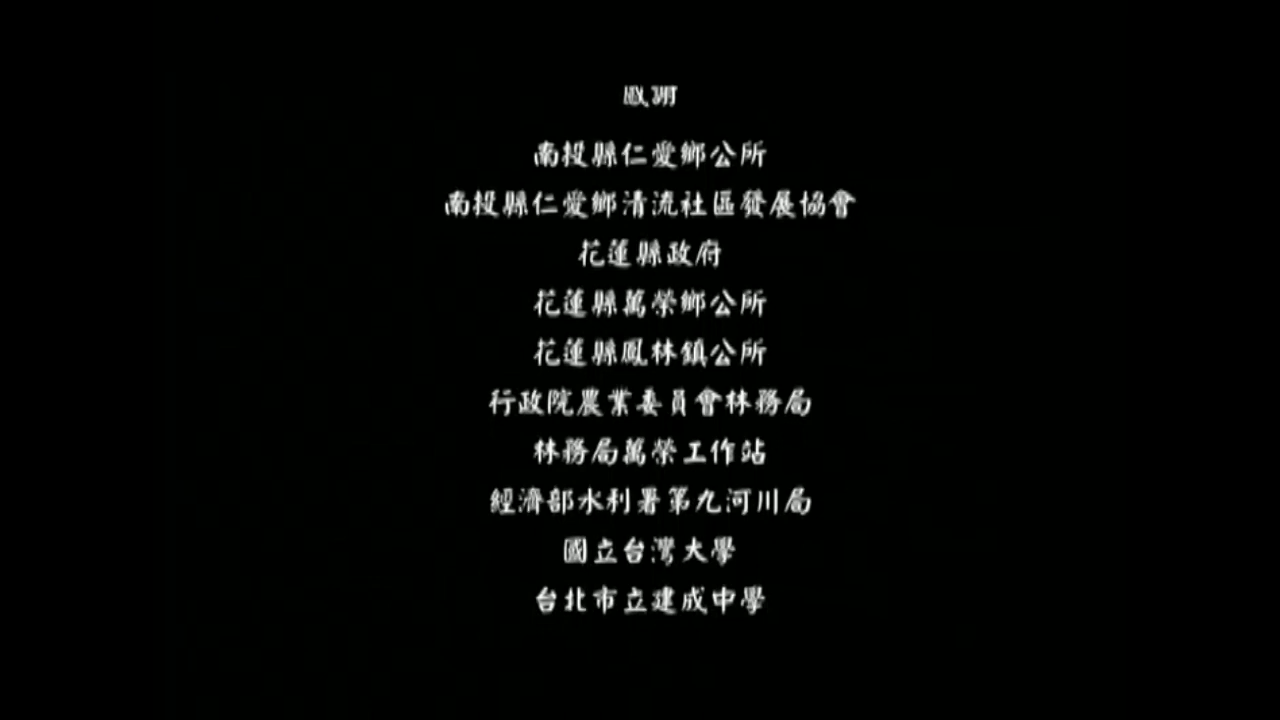 感謝
南投縣仁愛鄉公所
南投縣仁愛鄉清流社區發展協會
花蓮縣政府
花蓮縣萬榮鄉公所
花蓮縣鳳林鎮公所
行政院農業委員會林務局
林務局萬榮工作站
經濟部水利署第九河川局
國立台灣大學
台北市立建成中學